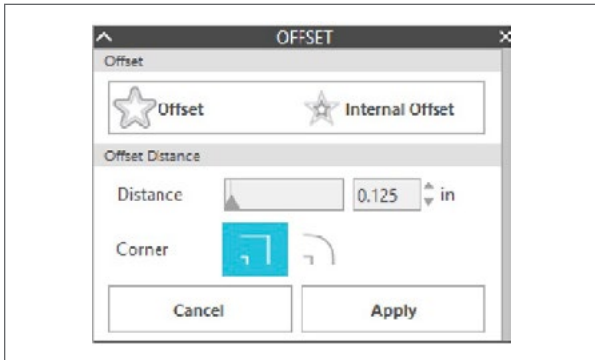 OFFSET
Offset
Offset Internal Offset
Offset Distance
Distance 0.125 in
Corner
Cancel Apply